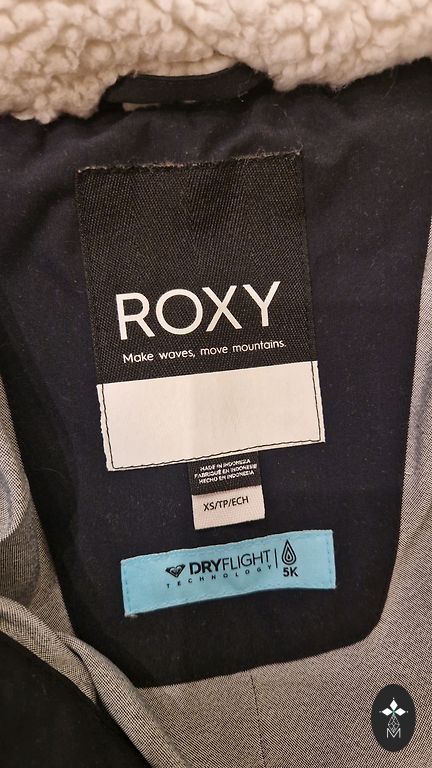 ROXY
Make waves, move mountains.
MADE IN INDONESIA
FABRIQUÉ EN INDONESIE
HECHO EN INDONESIA
XS/TP/ECH
DRYFLIGHT
TECHNOLOGY
5K
M